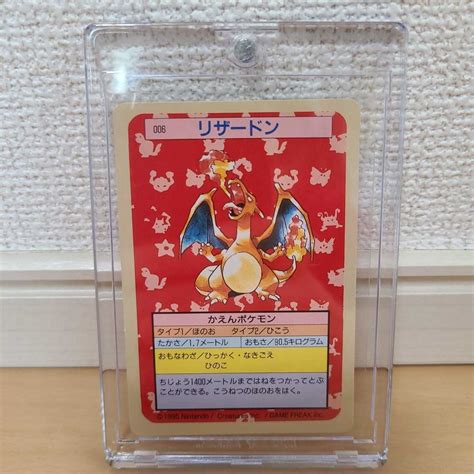 006
リザードン
かえんポケモン
タイプ1/ほのお タイプ2/ひこう
たかさ/1.7メートル おもさ/90.5キログラム
おもなわざ/ひっかく・なきごえ
ひのこ
ちじょう1400メートルまではねをつかってとぶ
ことができる。こうねつのほのおをはく。
© 1995 Nintendo / Creatures inc. / GAME FREAK inc.